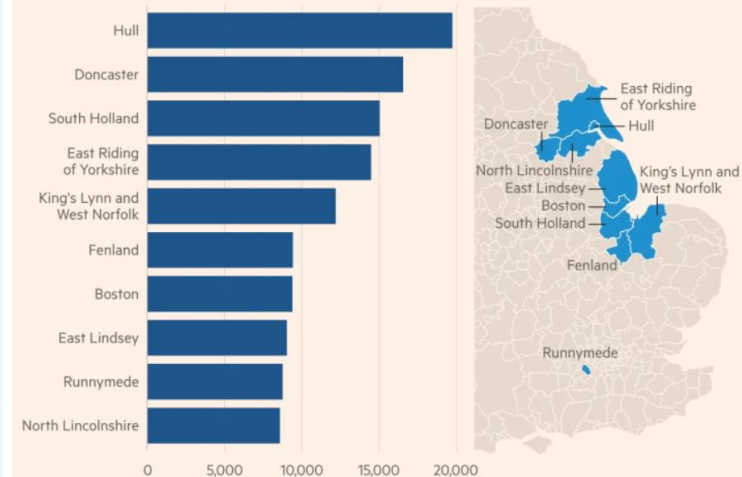 Hull
Doncaster
South Holland
East Riding
of Yorkshire
King's Lynn and
West Norfolk
Fenland
Boston
East Lindsey
Runnymede
North Lincolnshire
0 5,000 10,000 15,000 20,000
East Riding
of Yorkshire
Doncaster
Hull
North Lincolnshire
King's Lynn and
West Norfolk
East Lindsey
Boston
South Holland
Fenland
Runnymede